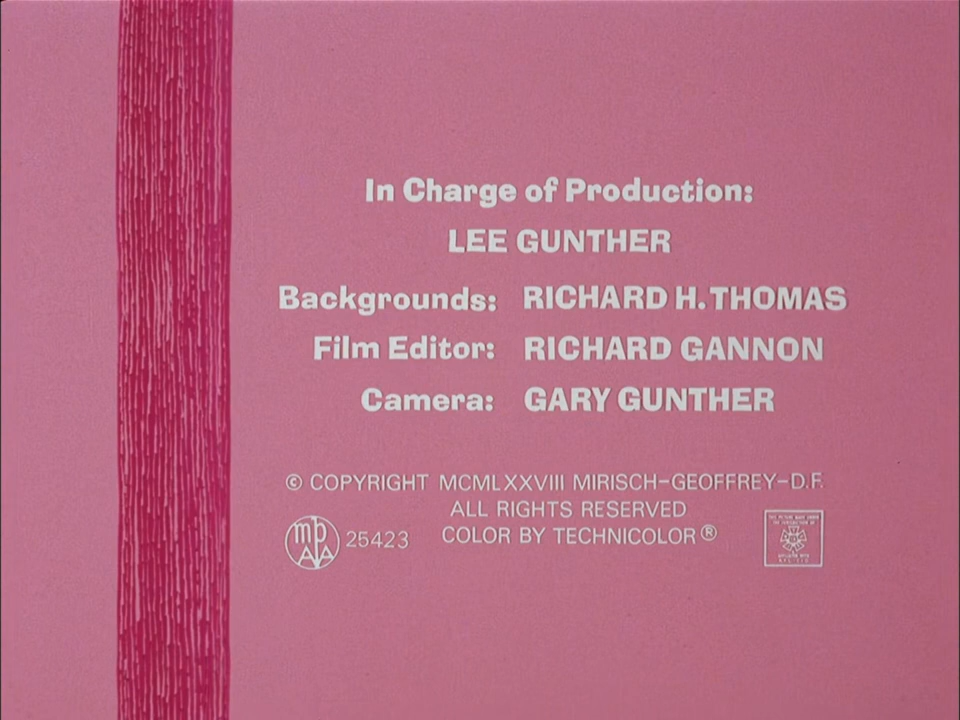 In Charge of Production:
LEE GUNTHER
Backgrounds: RICHARD H. THOMAS
Film Editor: RICHARD GANNON
Camera: GARY GUNTHER
© COPYRIGHT MCMLXXVIII MIRISCH-GEOFFREY-D.F.
ALL RIGHTS RESERVED
COLOR BY TECHNICOLOR®
mpAA 25423